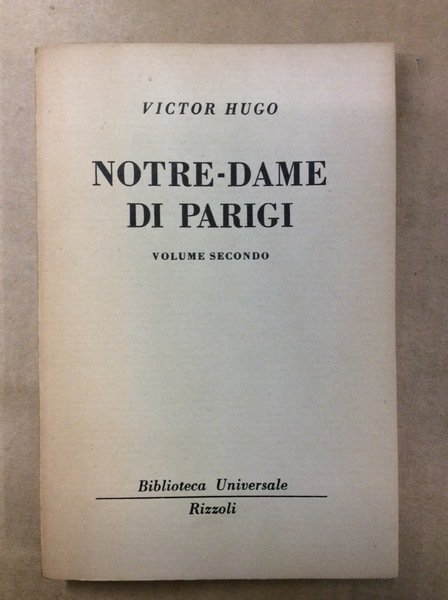 VICTOR HUGO
NOTRE-DAME
DI PARIGI
VOLUME SECONDO
Biblioteca Universale
Rizzoli